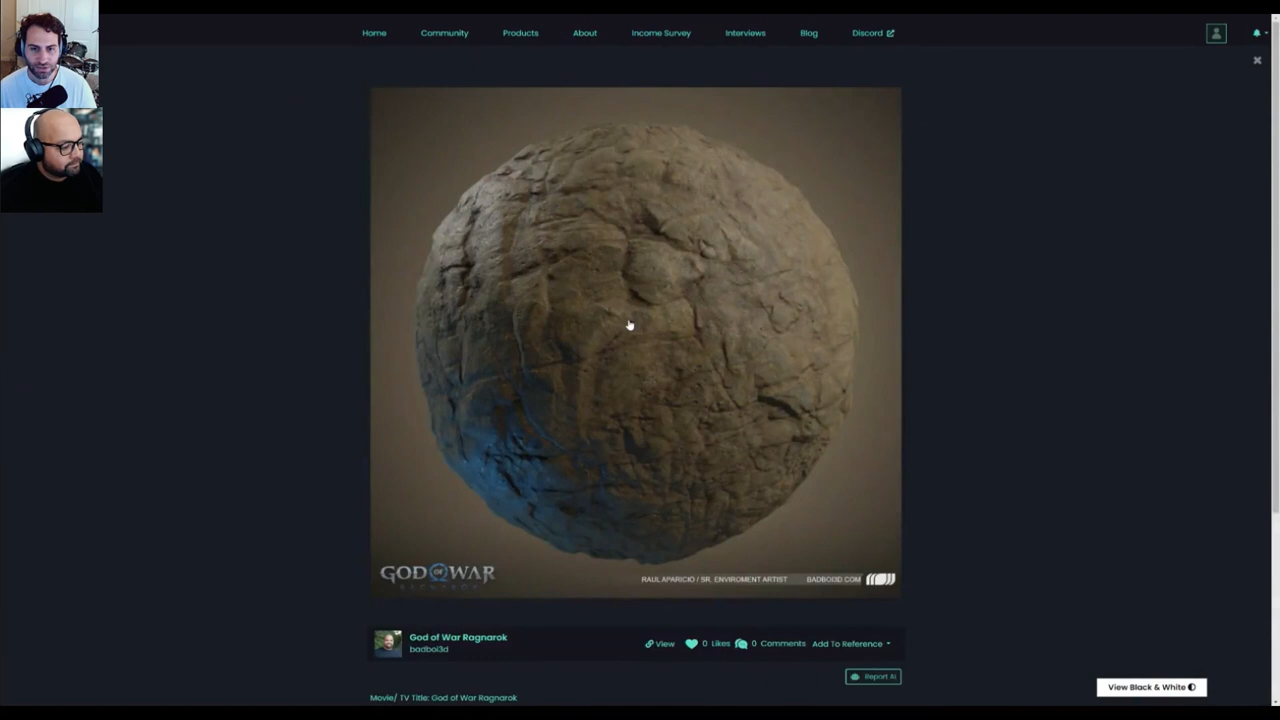 Home Community Products About Income Survey Interviews Blog Discord
GOD OF WAR
RAGNARÖK
RAUL APARICIO / SR. ENVIROMENT ARTIST BADBOI3D.COM
God of War Ragnarok
badboi3d
View 0 Likes 0 Comments Add To Reference
Report AI
Movie/ TV Title: God of War Ragnarok
View Black & White